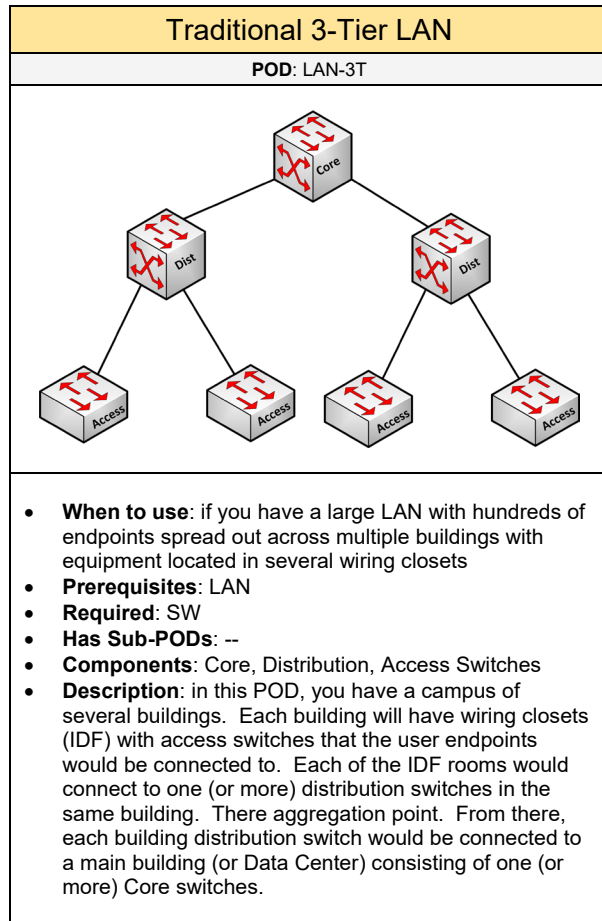 Traditional 3-Tier LAN
POD: LAN-3T
Core
Dist
Dist
Access
Access
Access
Access
• When to use: if you have a large LAN with hundreds of
endpoints spread out across multiple buildings with
equipment located in several wiring closets
• Prerequisites: LAN
• Required: SW
• Has Sub-PODs: --
• Components: Core, Distribution, Access Switches
• Description: in this POD, you have a campus of
several buildings.  Each building will have wiring closets
(IDF) with access switches that the user endpoints
would be connected to.  Each of the IDF rooms would
connect to one (or more) distribution switches in the
same building.  There aggregation point.  From there,
each building distribution switch would be connected to
a main building (or Data Center) consisting of one (or
more) Core switches.